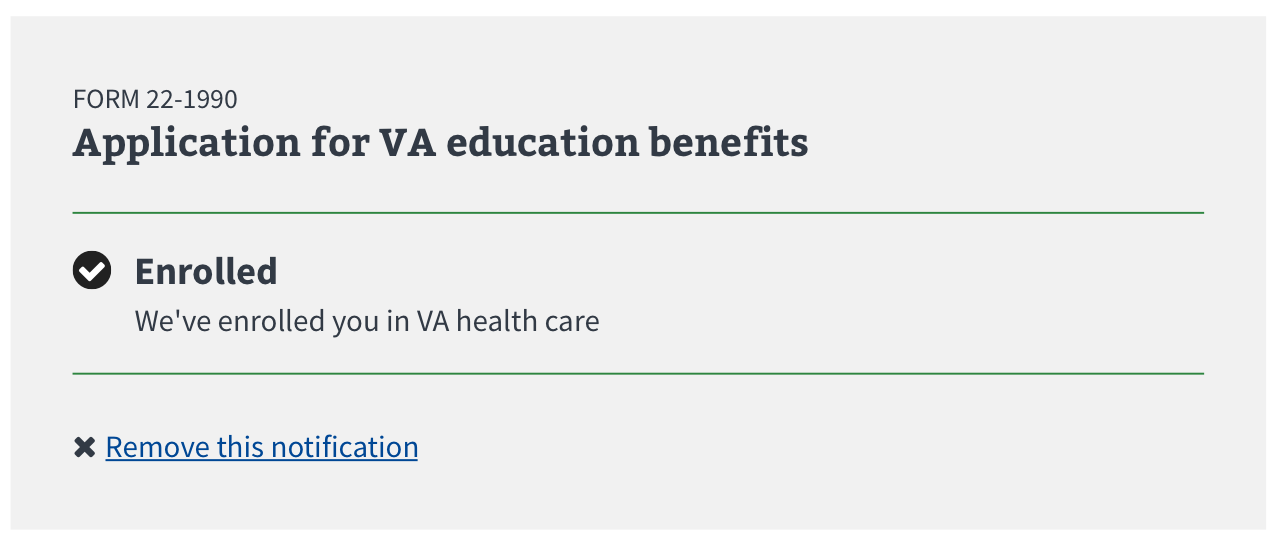 FORM 22-1990
Application for VA education benefits
Enrolled
We've enrolled you in VA health care
Remove this notification